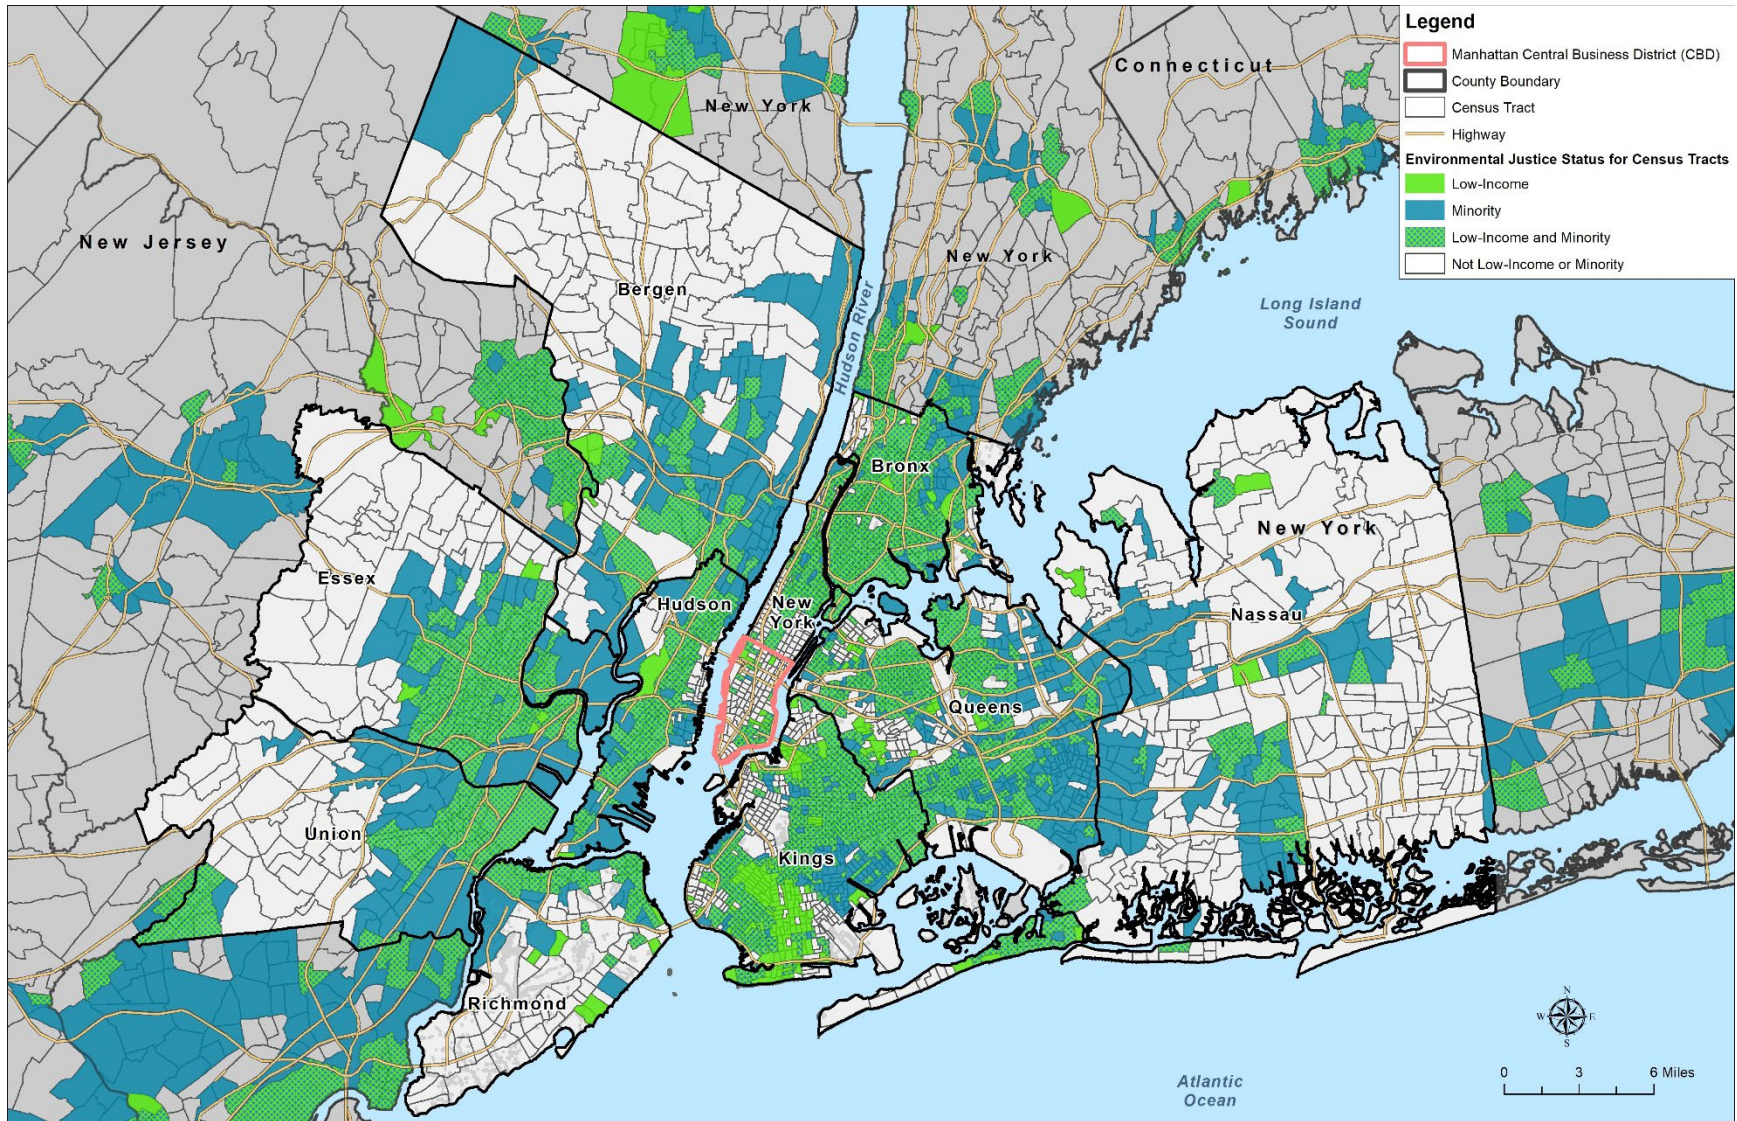 Legend
Manhattan Central Business District (CBD)
County Boundary
Census Tract
Highway
Environmental Justice Status for Census Tracts
Low-Income
Minority
Low-Income and Minority
Not Low-Income or Minority
Connecticut
New York
New Jersey
New York
Bergen
Hudson River
Long Island
Sound
Bronx
New York
Essex
Hudson
New
York
Nassau
Queens
Union
Kings
Richmond
N
W
E
S
0
3
6 Miles
Atlantic
Ocean